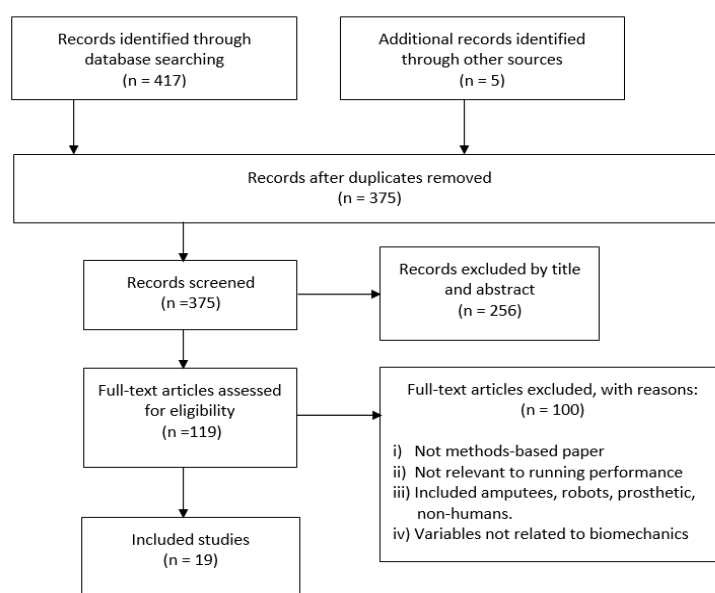 Records identified through
database searching
(n = 417)
Additional records identified
through other sources
(n = 5)
Records after duplicates removed
(n = 375)
Records screened
(n =375)
Records excluded by title
and abstract
(n = 256)
Full-text articles assessed
for eligibility
(n =119)
Full-text articles excluded, with reasons:
(n = 100)
i) Not methods-based paper
ii) Not relevant to running performance
iii) Included amputees, robots, prosthetic,
non-humans.
iv) Variables not related to biomechanics
Included studies
(n = 19)